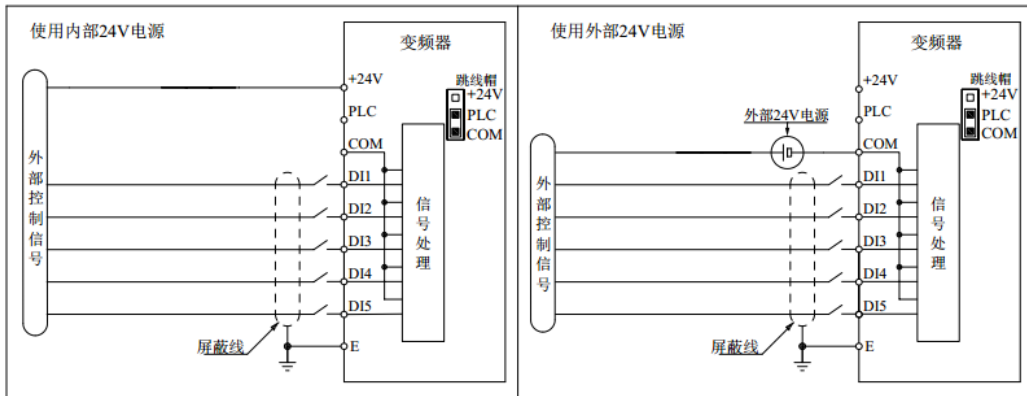 使用内部24V电源
变频器
+24V
跳线帽
+24V
PLC
COM
PLC
COM
外部控制信号
DI1
DI2
DI3
DI4
DI5
信号处理
屏蔽线
E
使用外部24V电源
变频器
+24V
跳线帽
+24V
PLC
COM
PLC
外部24V电源
COM
外部控制信号
DI1
DI2
DI3
DI4
DI5
信号处理
屏蔽线
E